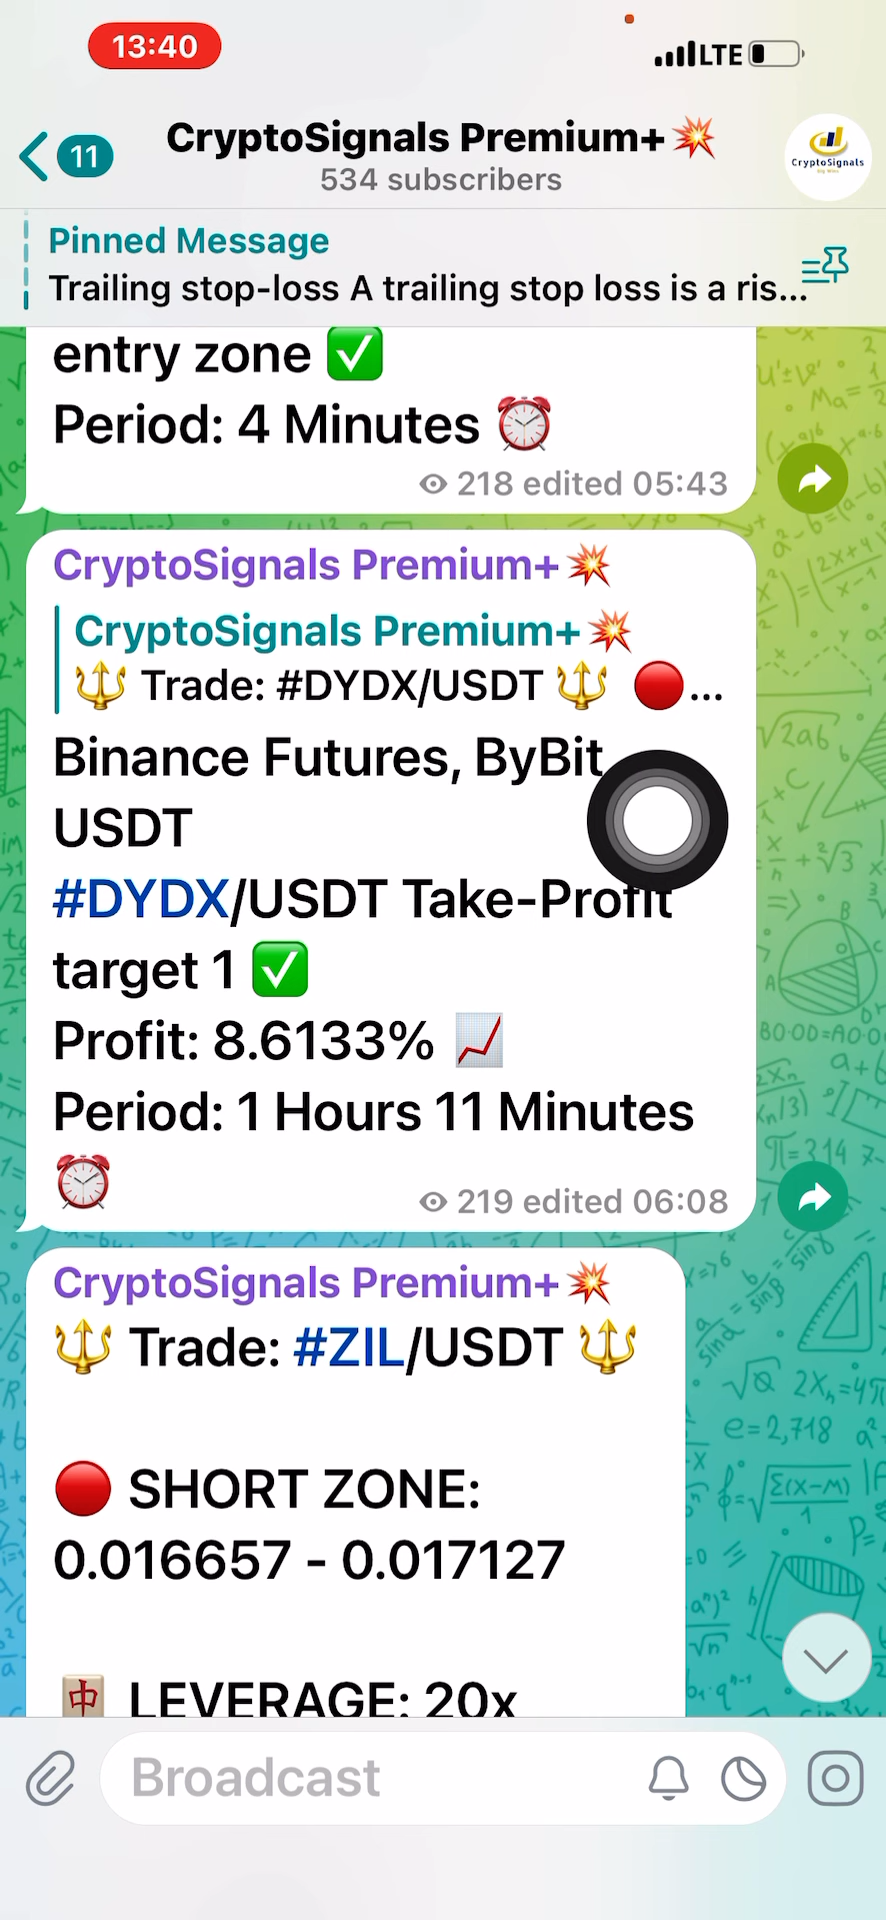 13:40
LTE
11
CryptoSignals Premium+💥
534 subscribers
CryptoSignals
Pinned Message
Trailing stop-loss A trailing stop loss is a ris...
entry zone ✅
Period: 4 Minutes ⏰
218 edited 05:43
CryptoSignals Premium+💥
CryptoSignals Premium+💥
🔱 Trade: #DYDX/USDT 🔱 🔴...
Binance Futures, ByBit
USDT
#DYDX/USDT Take-Profit
target 1 ✅
Profit: 8.6133% 📈
Period: 1 Hours 11 Minutes
⏰
219 edited 06:08
CryptoSignals Premium+💥
🔱 Trade: #ZIL/USDT 🔱
🔴 SHORT ZONE:
0.016657 - 0.017127
🀄 LEVERAGE: 20x
Broadcast